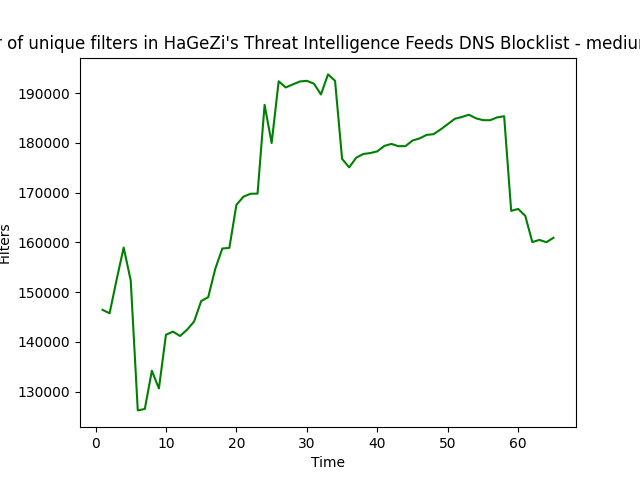 r of unique filters in HaGeZi's Threat Intelligence Feeds DNS Blocklist - mediu
Filters
190000
180000
170000
160000
150000
140000
130000
0 10 20 30 40 50 60
Time